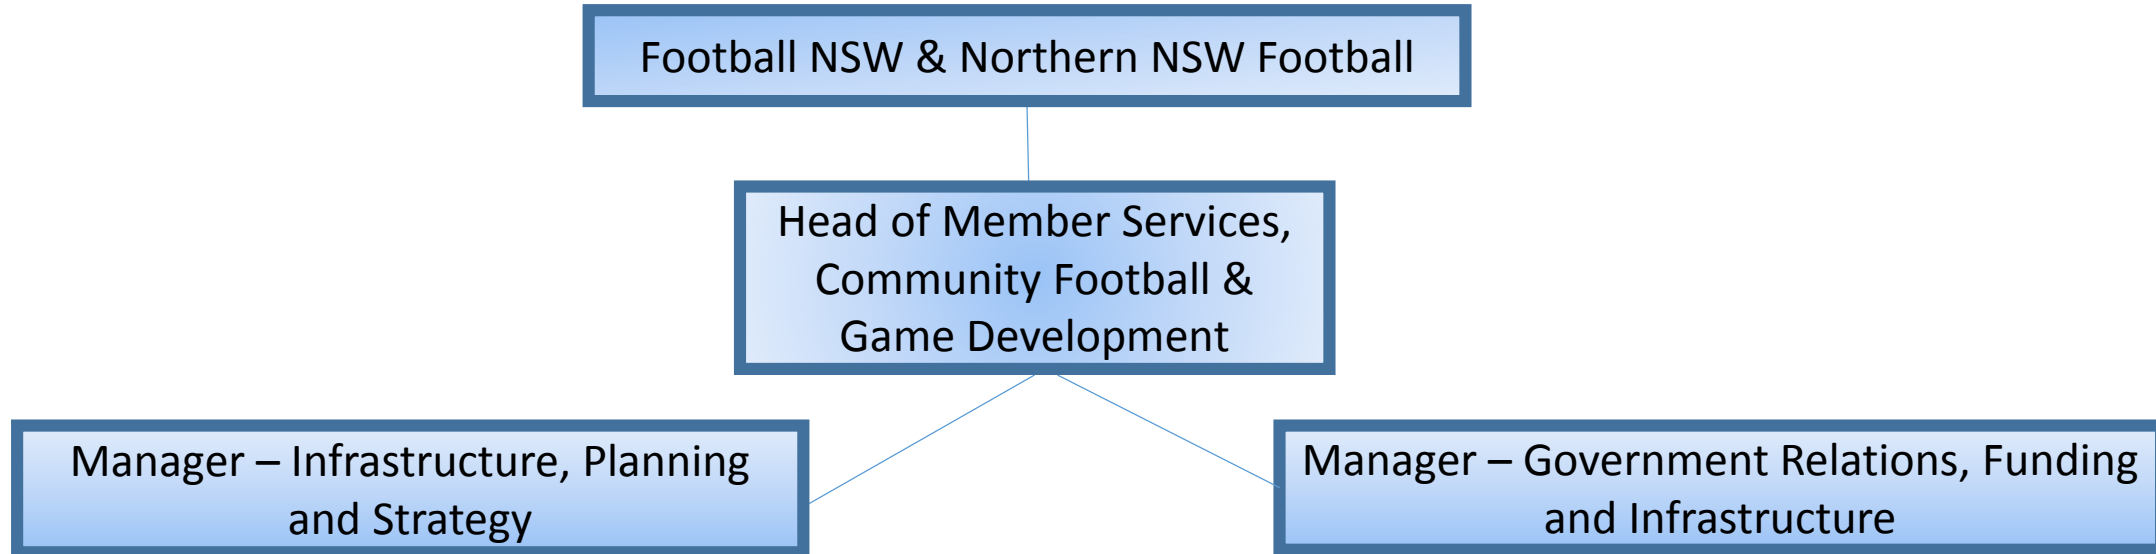 Football NSW & Northern NSW Football
Head of Member Services,
Community Football &
Game Development
Manager – Infrastructure, Planning
and Strategy
Manager – Government Relations, Funding
and Infrastructure